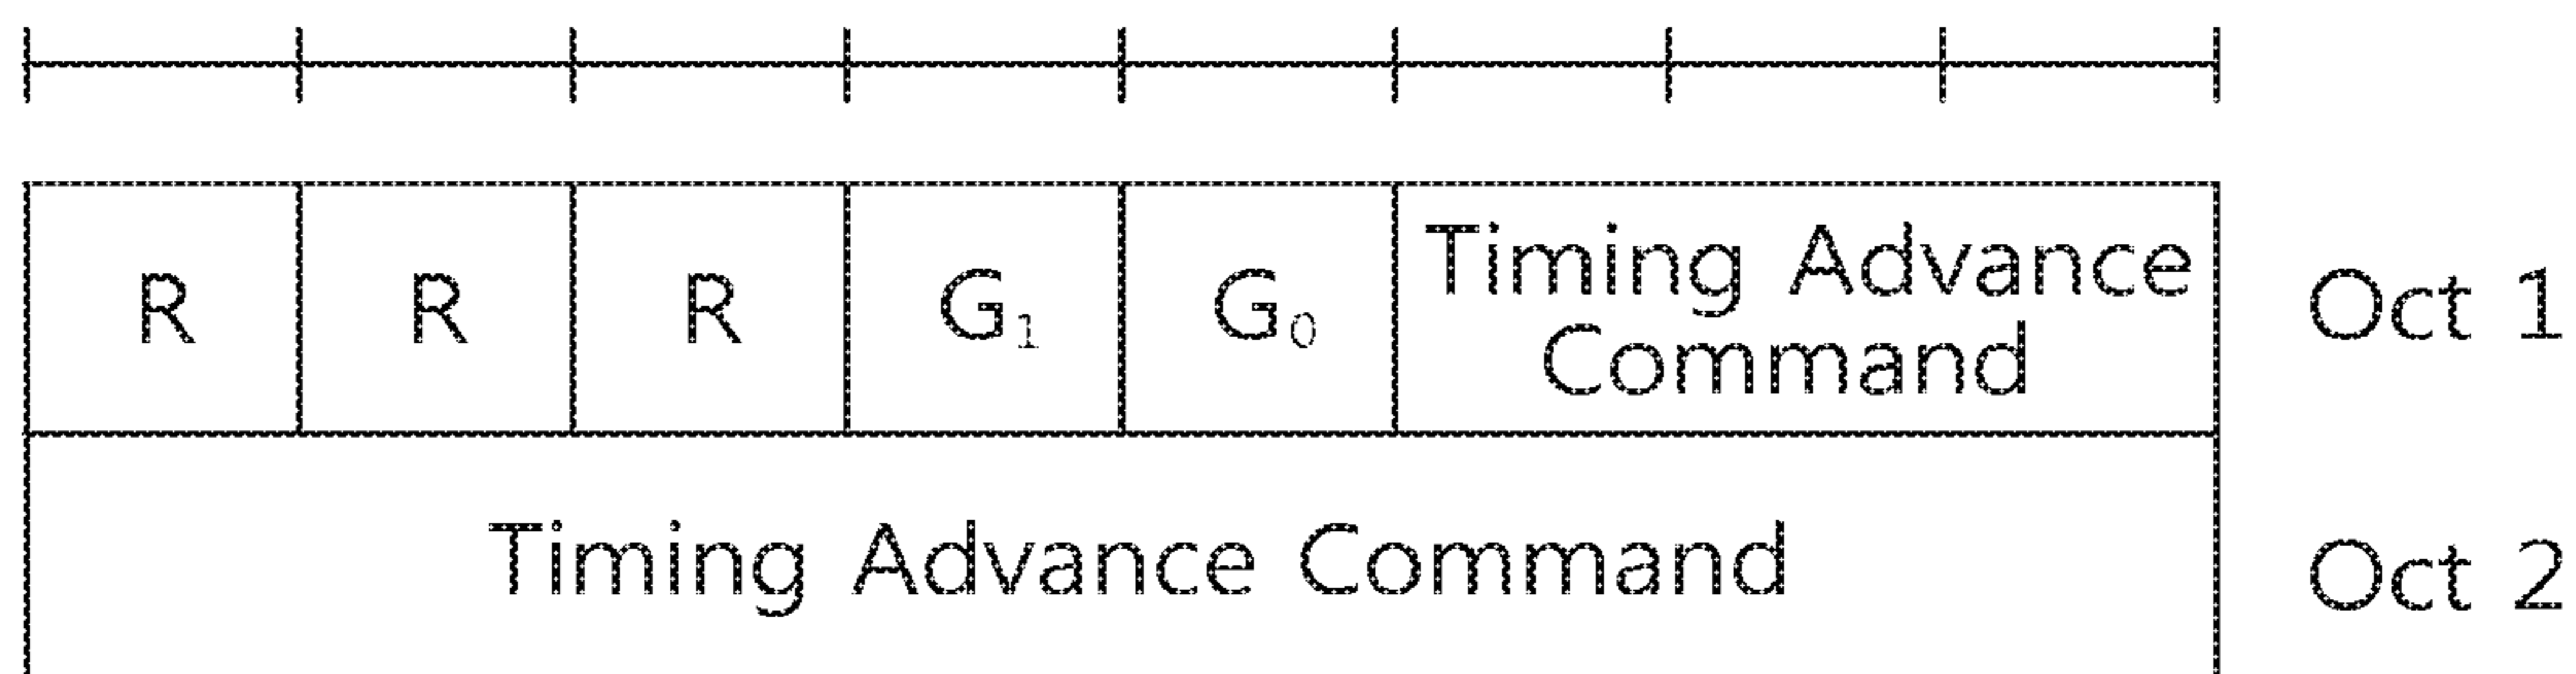 R R R G₁ G₀ Timing Advance Command Oct 1
Timing Advance Command Oct 2